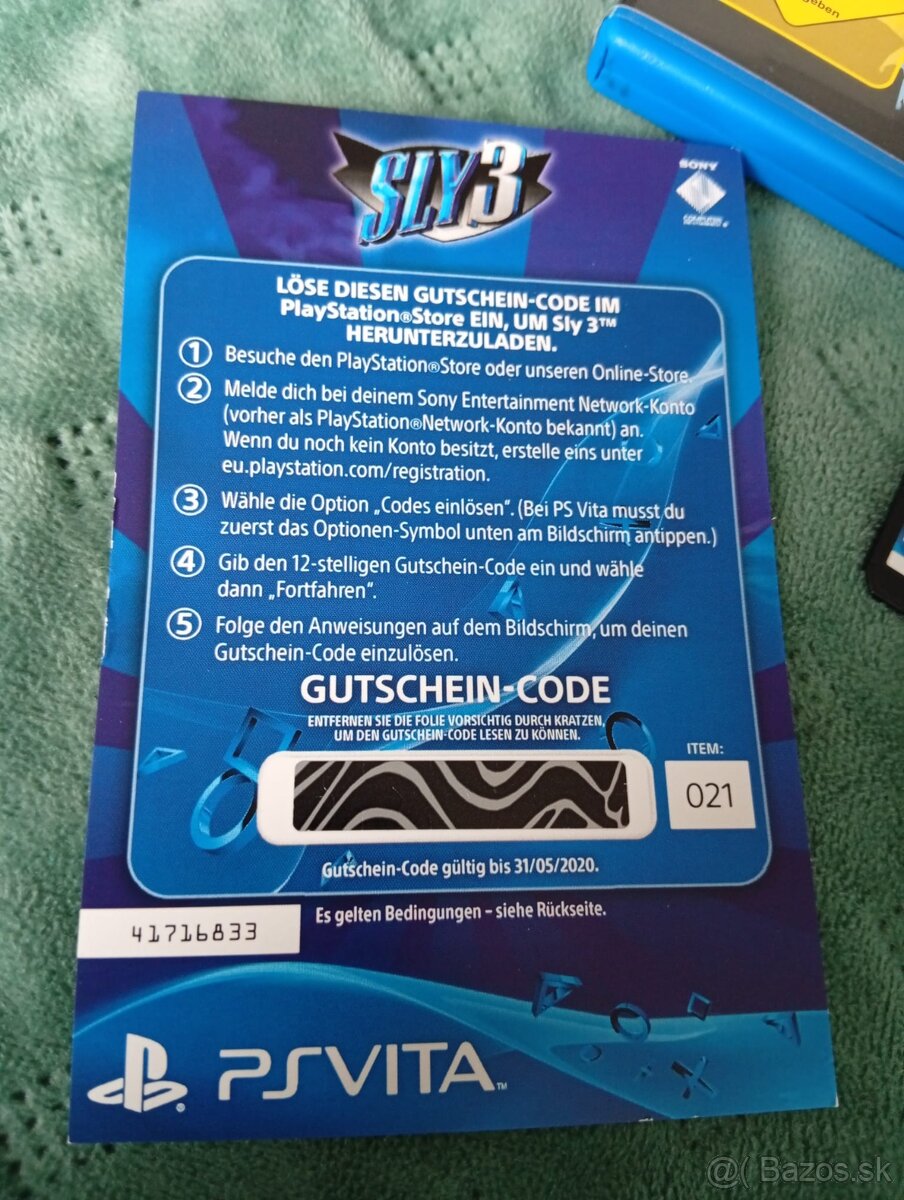 geben
SLY 3
SONY
COMPUTER
ENTERTAINMENT
LÖSE DIESEN GUTSCHEIN-CODE IM
PlayStation®Store EIN, UM Sly 3™
HERUNTERZULADEN.
1 Besuche den PlayStation®Store oder unseren Online-Store.
2 Melde dich bei deinem Sony Entertainment Network-Konto
(vorher als PlayStation®Network-Konto bekannt) an.
Wenn du noch kein Konto besitzt, erstelle eins unter
eu.playstation.com/registration.
3 Wähle die Option „Codes einlösen“. (Bei PS Vita musst du
zuerst das Optionen-Symbol unten am Bildschirm antippen.)
4 Gib den 12-stelligen Gutschein-Code ein und wähle
dann „Fortfahren“.
5 Folge den Anweisungen auf dem Bildschirm, um deinen
Gutschein-Code einzulösen.
GUTSCHEIN-CODE
ENTFERNEN SIE DIE FOLIE VORSICHTIG DURCH KRATZEN,
UM DEN GUTSCHEIN-CODE LESEN ZU KÖNNEN.
ITEM:
021
Gutschein-Code gültig bis 31/05/2020.
Es gelten Bedingungen – siehe Rückseite.
41716833
PSVITA™
@( Bazos.sk